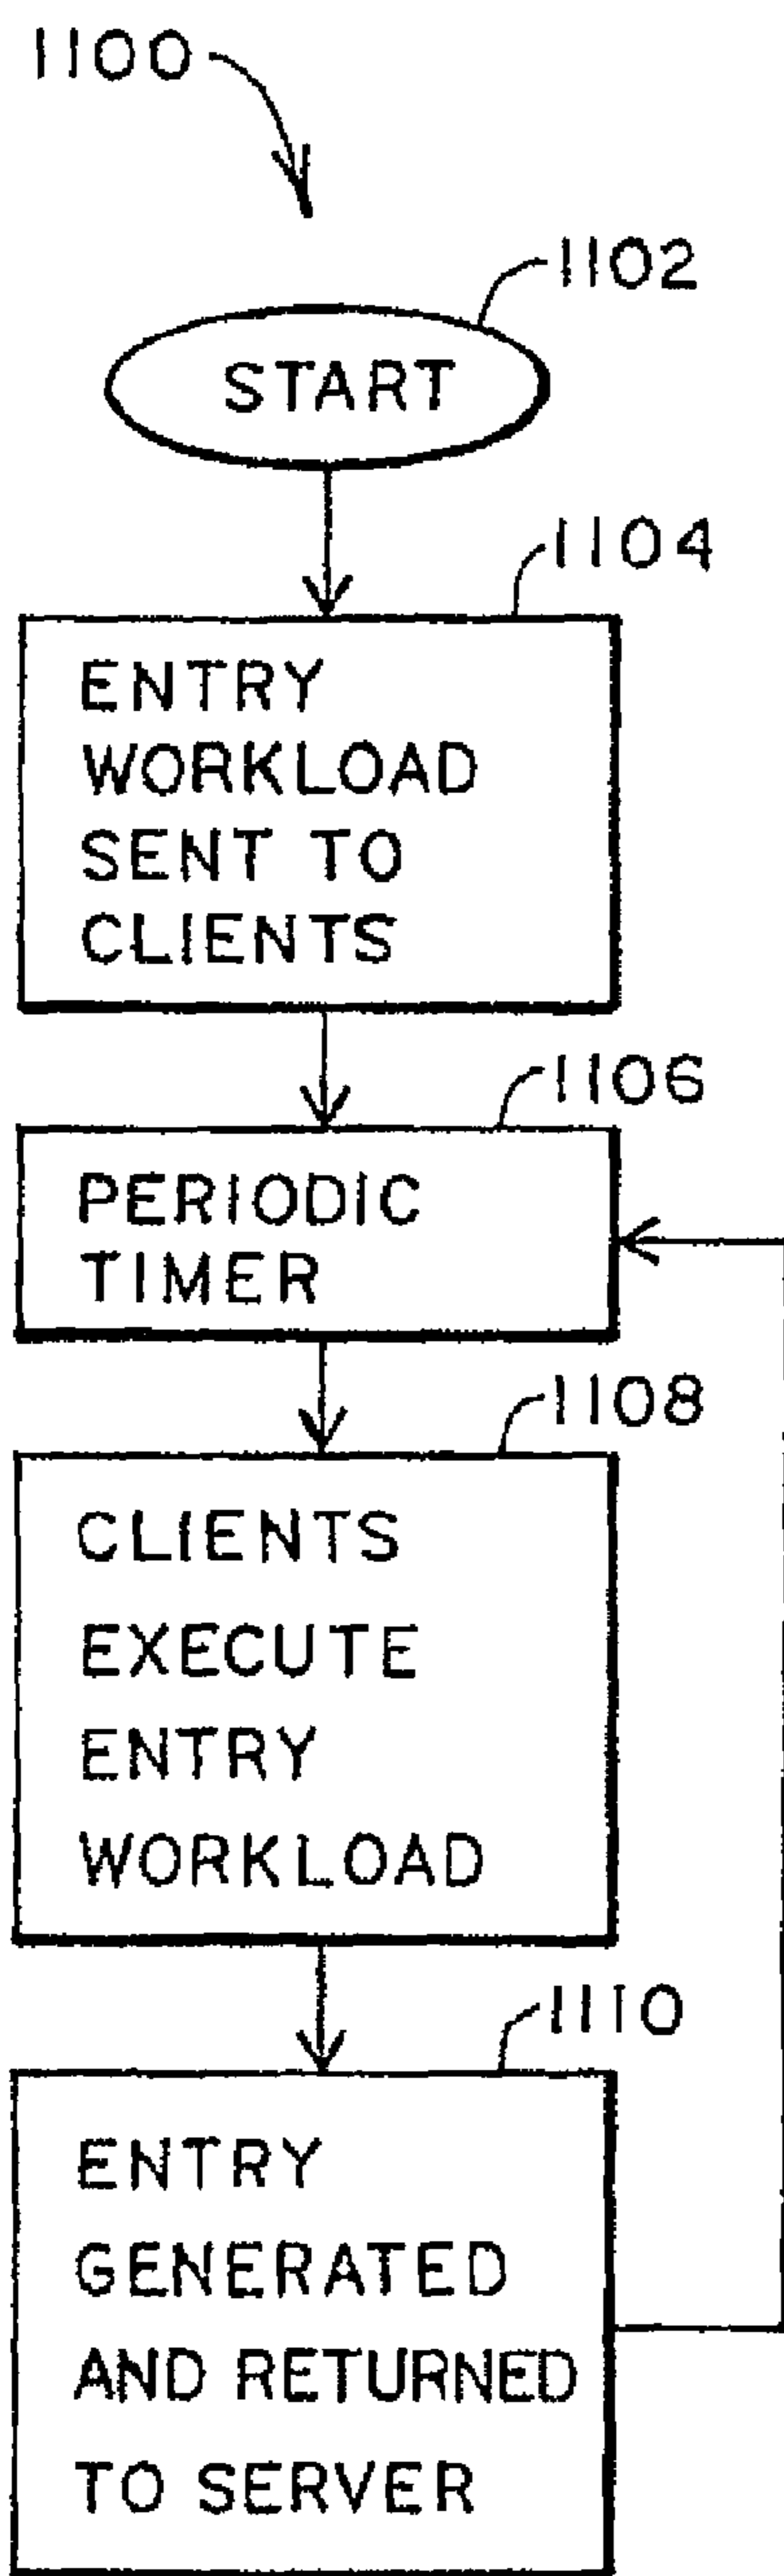 1100
1102
START
1104
ENTRY
WORKLOAD
SENT TO
CLIENTS
1106
PERIODIC
TIMER
1108
CLIENTS
EXECUTE
ENTRY
WORKLOAD
1110
ENTRY
GENERATED
AND RETURNED
TO SERVER